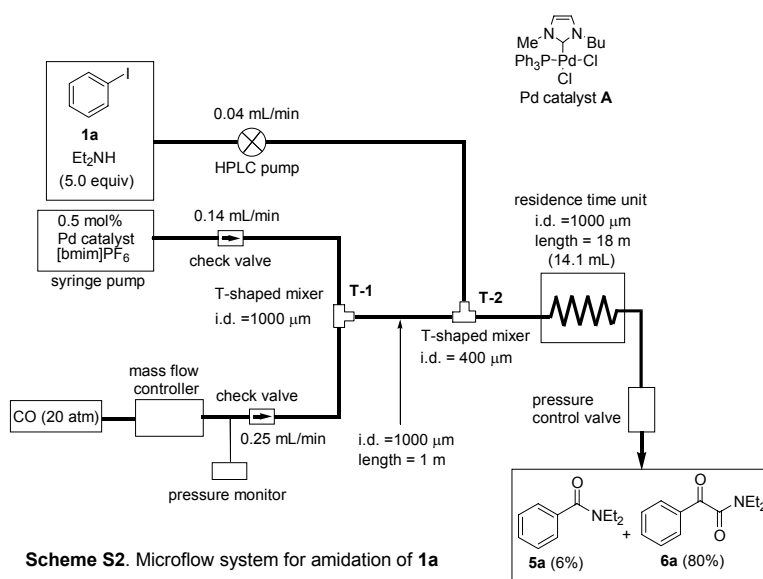 Me
N
N
Bu
Ph3P
Pd
Cl
Cl
Pd catalyst A
I
1a
Et2NH
(5.0 equiv)
0.04 mL/min
HPLC pump
0.5 mol%
Pd catalyst
[bmim]PF6
syringe pump
0.14 mL/min
check valve
T-shaped mixer
i.d. =1000 μm
T-1
T-2
T-shaped mixer
i.d. = 400 μm
residence time unit
i.d. =1000 μm
length = 18 m
(14.1 mL)
mass flow
controller
CO (20 atm)
check valve
0.25 mL/min
pressure monitor
i.d. =1000 μm
length = 1 m
pressure
control valve
O
NEt2
5a (6%)
+
O
NEt2
O
6a (80%)
Scheme S2. Microflow system for amidation of 1a